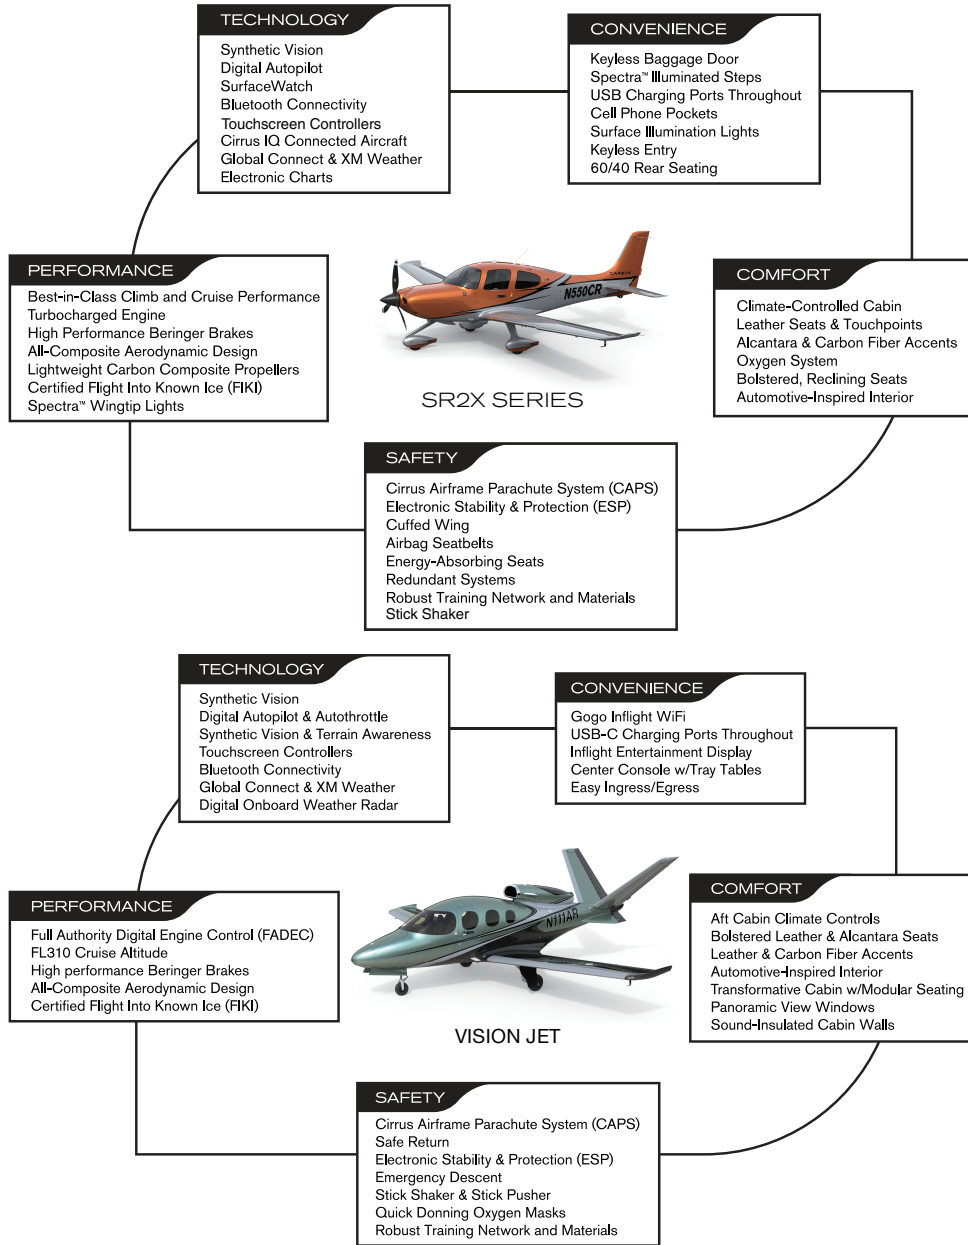 TECHNOLOGY
Synthetic Vision
Digital Autopilot
SurfaceWatch
Bluetooth Connectivity
Touchscreen Controllers
Cirrus IQ Connected Aircraft
Global Connect & XM Weather
Electronic Charts
CONVENIENCE
Keyless Baggage Door
Spectra™ Illuminated Steps
USB Charging Ports Throughout
Cell Phone Pockets
Surface Illumination Lights
Keyless Entry
60/40 Rear Seating
PERFORMANCE
Best-in-Class Climb and Cruise Performance
Turbocharged Engine
High Performance Beringer Brakes
All-Composite Aerodynamic Design
Lightweight Carbon Composite Propellers
Certified Flight Into Known Ice (FIKI)
Spectra™ Wingtip Lights
N550CR
SR2X SERIES
COMFORT
Climate-Controlled Cabin
Leather Seats & Touchpoints
Alcantara & Carbon Fiber Accents
Oxygen System
Bolstered, Reclining Seats
Automotive-Inspired Interior
SAFETY
Cirrus Airframe Parachute System (CAPS)
Electronic Stability & Protection (ESP)
Cuffed Wing
Airbag Seatbelts
Energy-Absorbing Seats
Redundant Systems
Robust Training Network and Materials
Stick Shaker
TECHNOLOGY
Synthetic Vision
Digital Autopilot & Autothrottle
Synthetic Vision & Terrain Awareness
Touchscreen Controllers
Bluetooth Connectivity
Global Connect & XM Weather
Digital Onboard Weather Radar
CONVENIENCE
Gogo Inflight WiFi
USB-C Charging Ports Throughout
Inflight Entertainment Display
Center Console w/Tray Tables
Easy Ingress/Egress
PERFORMANCE
Full Authority Digital Engine Control (FADEC)
FL310 Cruise Altitude
High performance Beringer Brakes
All-Composite Aerodynamic Design
Certified Flight Into Known Ice (FIKI)
N111AR
VISION JET
COMFORT
Aft Cabin Climate Controls
Bolstered Leather & Alcantara Seats
Leather & Carbon Fiber Accents
Automotive-Inspired Interior
Transformative Cabin w/Modular Seating
Panoramic View Windows
Sound-Insulated Cabin Walls
SAFETY
Cirrus Airframe Parachute System (CAPS)
Safe Return
Electronic Stability & Protection (ESP)
Emergency Descent
Stick Shaker & Stick Pusher
Quick Donning Oxygen Masks
Robust Training Network and Materials